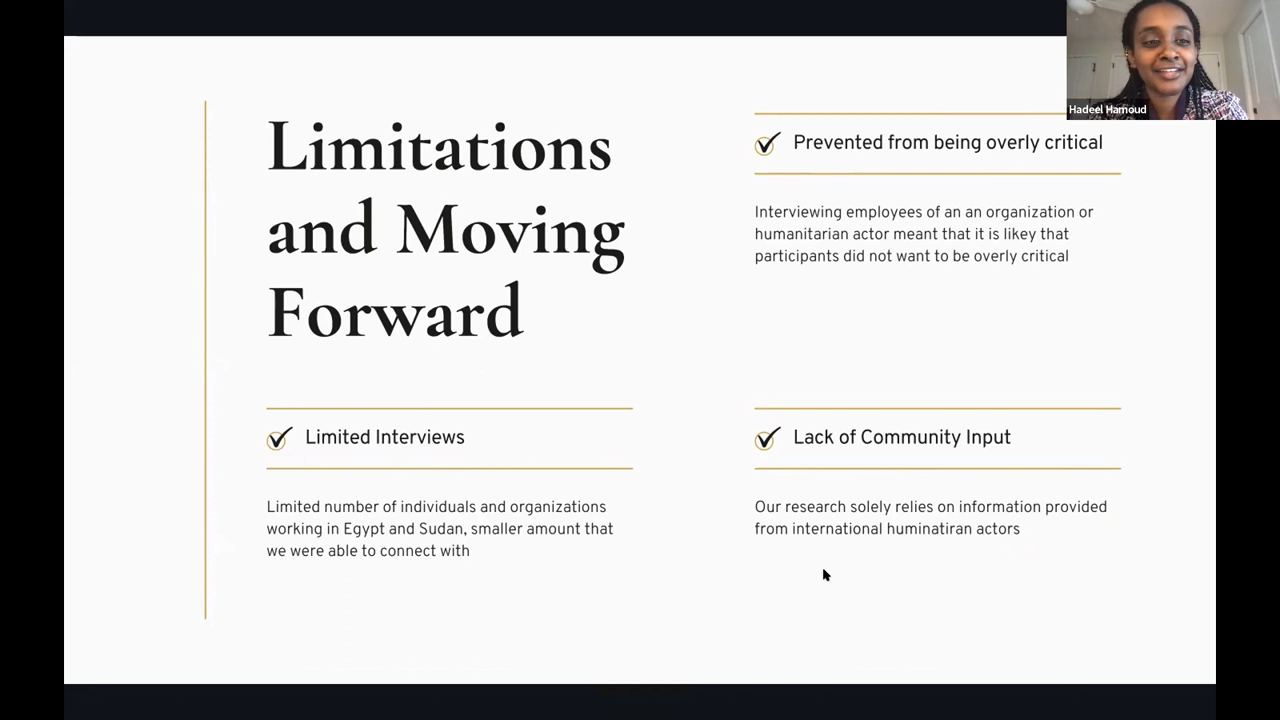 Limitations
and Moving
Forward
Hadeel Hamoud
Prevented from being overly critical
Interviewing employees of an an organization or
humanitarian actor meant that it is likey that
participants did not want to be overly critical
Limited Interviews
Limited number of individuals and organizations
working in Egypt and Sudan, smaller amount that
we were able to connect with
Lack of Community Input
Our research solely relies on information provided
from international huminatiran actors